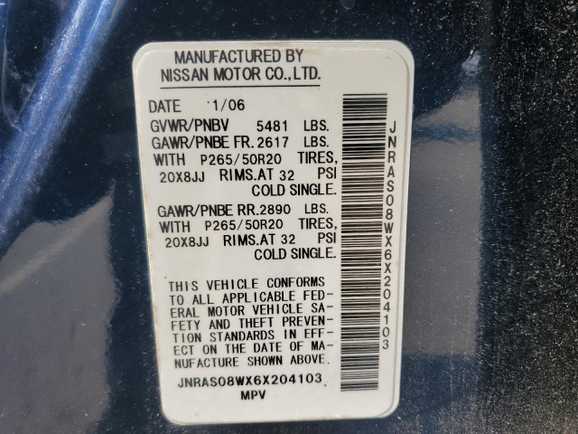 MANUFACTURED BY
NISSAN MOTOR CO.,LTD.
DATE 1/06
GVWR/PNBV 5481 LBS.
GAWR/PNBE FR. 2617 LBS.
WITH P265/50R20 TIRES,
20X8JJ RIMS.AT 32 PSI
COLD SINGLE.
GAWR/PNBE RR. 2890 LBS.
WITH P265/50R20 TIRES,
20X8JJ RIMS.AT 32 PSI
COLD SINGLE.
THIS VEHICLE CONFORMS
TO ALL APPLICABLE FED-
ERAL MOTOR VEHICLE SA-
FETY AND THEFT PREVEN-
TION STANDARDS IN EFF-
ECT ON THE DATE OF MA-
NUFACTURE SHOWN ABOVE.
JNRAS08WX6X204103
MPV
JNRAS08WX6X204103